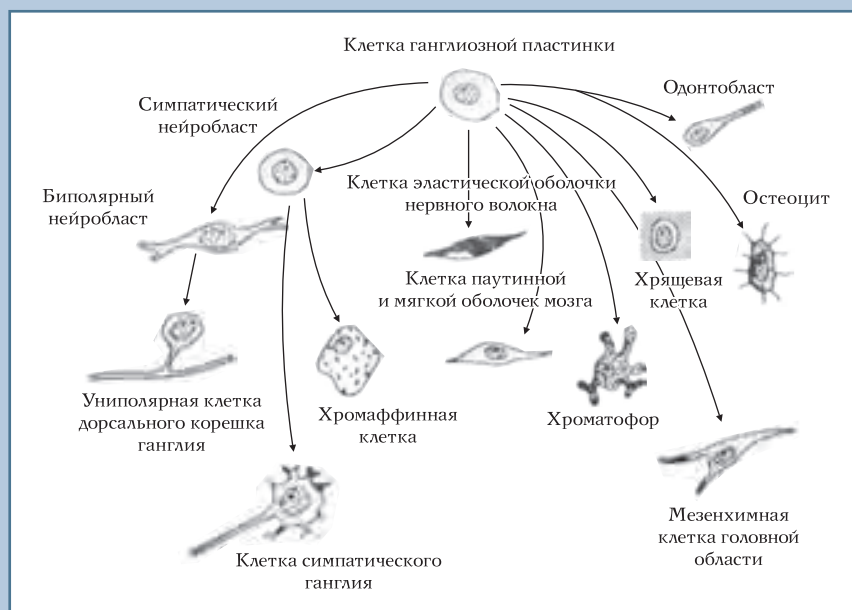 Клетка ганглиозной пластинки
Одонтобласт
Симпатический
нейробласт
Клетка эластической оболочки
нервного волокна
Биполярный
нейробласт
Остеоцит
Клетка паутинной
и мягкой оболочек мозга
Хрящевая
клетка
Униполярная клетка
дорсального корешка
ганглия
Хромаффинная
клетка
Хроматофор
Мезенхимная
клетка головной
области
Клетка симпатического
ганглия